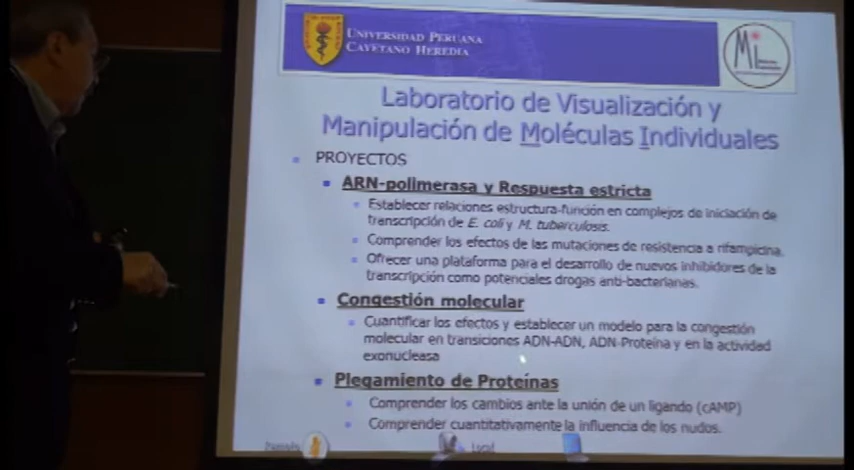 UNIVERSIDAD PERUANA
CAYETANO HEREDIA
Laboratorio de Visualización y
Manipulación de Moléculas Individuales
PROYECTOS
ARN-polimerasa y Respuesta estricta
Establecer relaciones estructura-función en complejos de iniciación de
transcripción de E. coli y M. tuberculosis.
Comprender los efectos de las mutaciones de resistencia a rifampicina.
Ofrecer una plataforma para el desarrollo de nuevos inhibidores de la
transcripción como potenciales drogas anti-bacterianas.
Congestión molecular
Cuantificar los efectos y establecer un modelo para la congestión
molecular en transiciones ADN-ADN, ADN-Proteína y en la actividad
exonucleasa
Plegamiento de Proteínas
Comprender los cambios ante la unión de un ligando (cAMP)
Comprender cuantitativamente la influencia de los nudos.